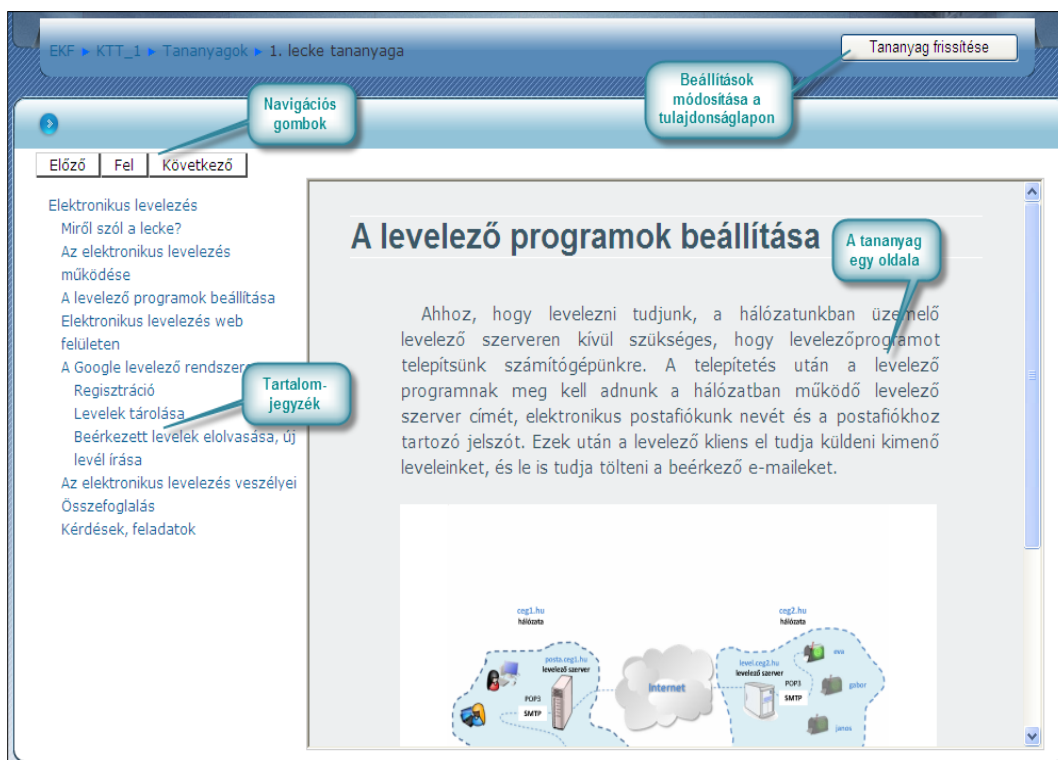 EKF ► KTT_1 ► Tananyagok ► 1. lecke tananyaga
Tananyag frissítése
Beállítások
módosítása a
tulajdonságlapon
Navigációs
gombok
Előző Fel Következő
Elektronikus levelezés
Miről szól a lecke?
Az elektronikus levelezés
működése
A levelező programok beállítása
Elektronikus levelezés web
felületen
A Google levelező rendszere
Regisztráció
Levelek tárolása
Beérkezett levelek elolvasása, új
levél írása
Az elektronikus levelezés veszélyei
Összefoglalás
Kérdések, feladatok
Tartalom-
jegyzék
A levelező programok beállítása
A tananyag
egy oldala
Ahhoz, hogy levelezni tudjunk, a hálózatunkban üzemelő
levelező szerveren kívül szükséges, hogy levelezőprogramot
telepítsünk számítógépünkre. A telepítetés után a levelező
programnak meg kell adnunk a hálózatban működő levelező
szerver címét, elektronikus postafiókunk nevét és a postafiókhoz
tartozó jelszót. Ezek után a levelező kliens el tudja küldeni kimenő
leveleinket, és le is tudja tölteni a beérkező e-maileket.
ceg1.hu
hálózata
posta.ceg1.hu
levelező szerver
POP3
SMTP
Internet
ceg2.hu
hálózata
level.ceg2.hu
levelező szerver
POP3
SMTP
eva
gabor
janos